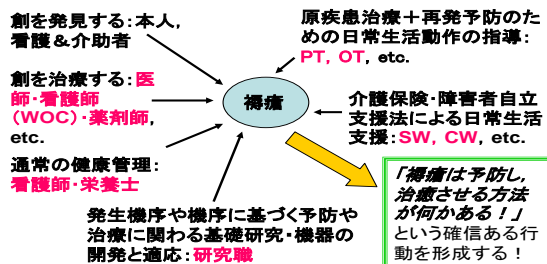 創を発見する：本人，
看護＆介助者
原疾患治療＋再発予防のた
めの日常生活動作の指導：
PT，OT，etc.
創を治療する：医
師・看護師
（WOC）・薬剤師，
etc.
褥瘡
介護保険・障害者自立
支援法による日常生活
支援：SW，CW，etc.
通常の健康管理：
看護師・栄養士
「褥瘡は予防し，
治癒させる方法
が何かある！」
という確信ある行
動を形成する！
発生機序や機序に基づく予防や
治療に関わる基礎研究・機器の
開発と適応：研究職